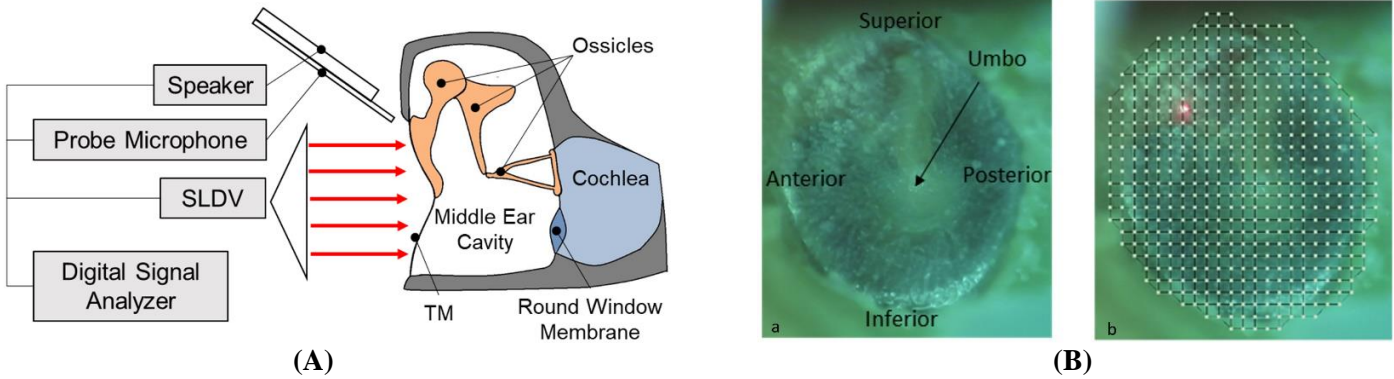 Speaker
Probe Microphone
SLDV
Digital Signal
Analyzer
Ossicles
Cochlea
Middle Ear
Cavity
TM
Round Window
Membrane
(A)
Superior
Umbo
Anterior
Posterior
Inferior
a
b
(B)